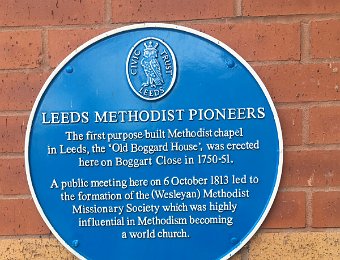 CIVIC TRUST
LEEDS
LEEDS METHODIST PIONEERS
The first purpose-built Methodist chapel
in Leeds, the "Old Boggard House", was erected
here on Boggart Close in 1750-51.
A public meeting here on 6 October 1813 led to
the formation of the (Wesleyan) Methodist
Missionary Society which was highly
influential in Methodism becoming
a world church.